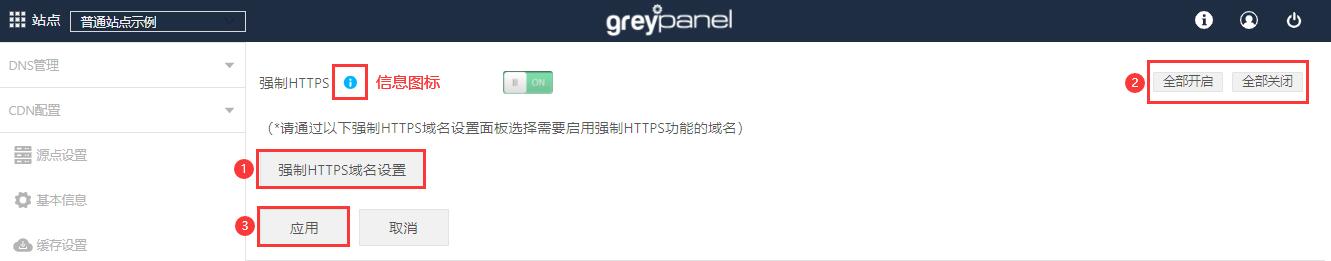 站点 普通站点示例 greypanel
DNS管理
CDN配置
源点设置
基本信息
缓存设置
强制HTTPS 信息图标 ON 2 全部开启 全部关闭
（*请通过以下强制HTTPS域名设置面板选择需要启用强制HTTPS功能的域名）
1 强制HTTPS域名设置
3 应用 取消